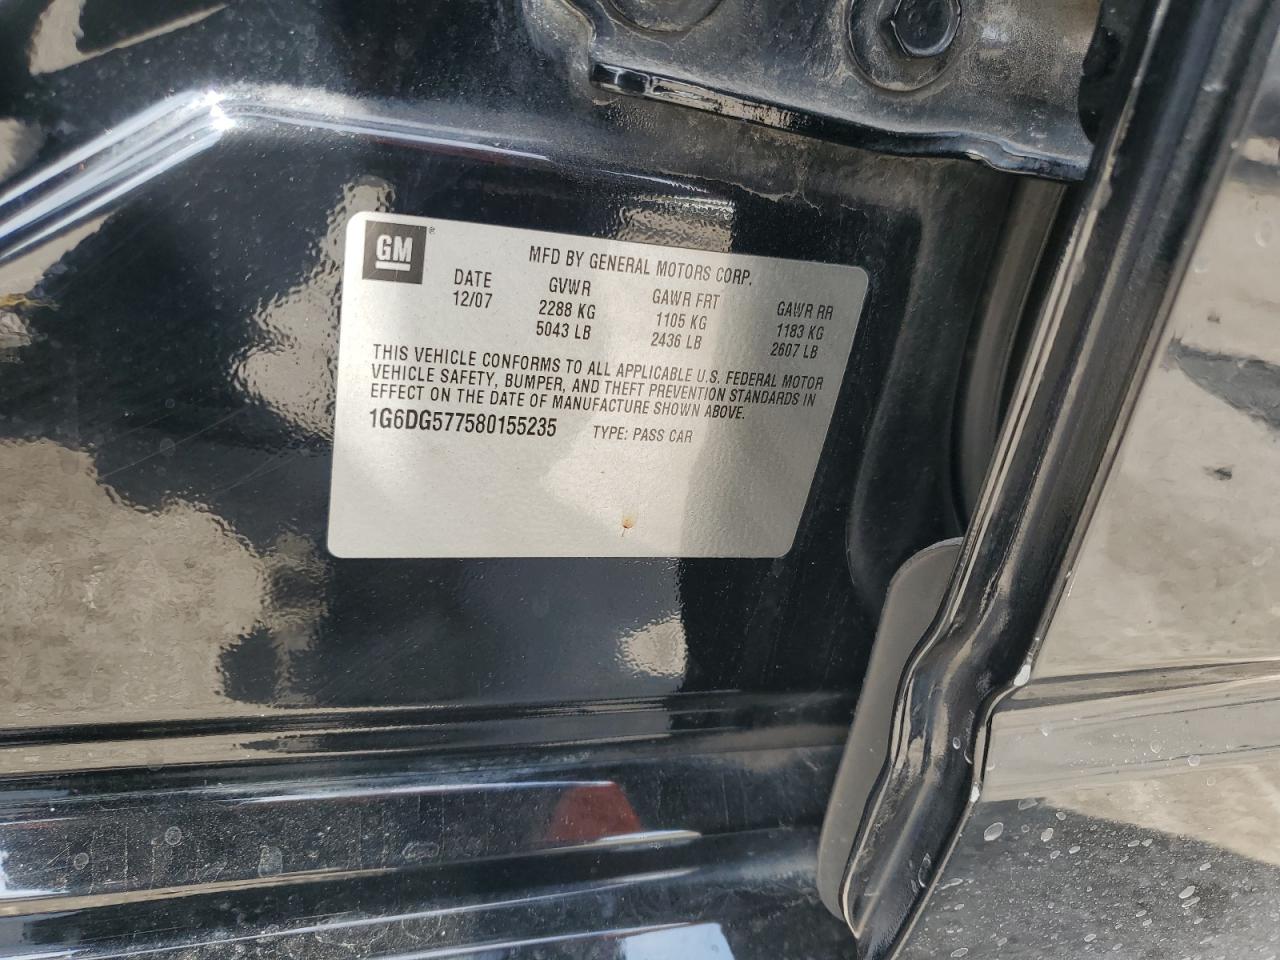 GM®
MFD BY GENERAL MOTORS CORP.
DATE GVWR GAWR FRT GAWR RR
12/07 2288 KG 1105 KG 1183 KG
5043 LB 2436 LB 2607 LB
THIS VEHICLE CONFORMS TO ALL APPLICABLE U.S. FEDERAL MOTOR
VEHICLE SAFETY, BUMPER, AND THEFT PREVENTION STANDARDS IN
EFFECT ON THE DATE OF MANUFACTURE SHOWN ABOVE.
1G6DG577580155235 TYPE: PASS CAR